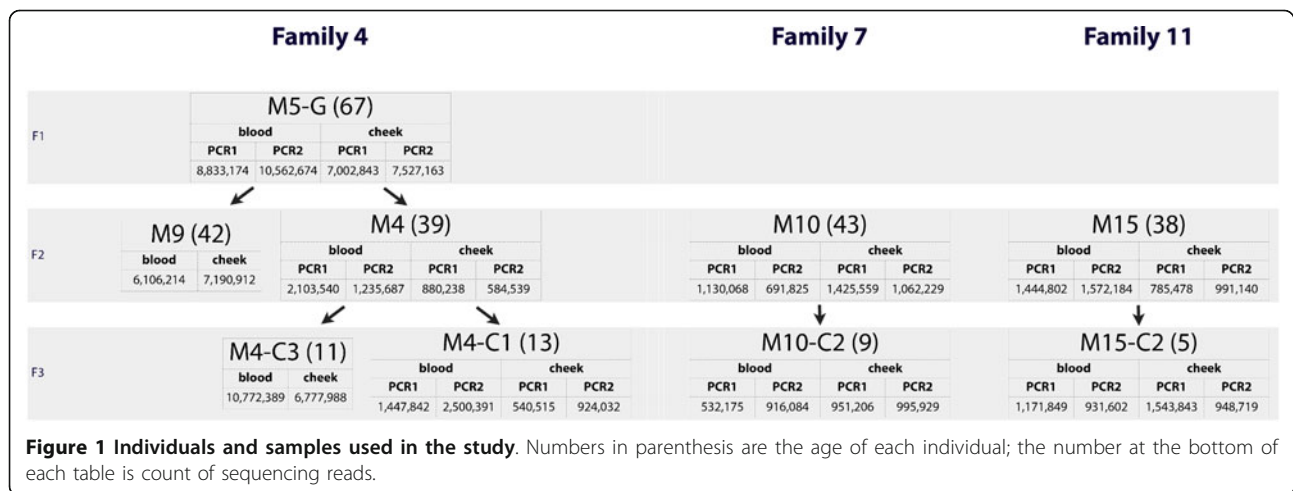 Family 4 Family 7 Family 11
F1
M5-G (67)
blood cheek
PCR1 PCR2 PCR1 PCR2
8,833,174 10,562,674 7,002,843 7,527,163
F2
M9 (42)
blood cheek
6,106,214 7,190,912
M4 (39)
blood cheek
PCR1 PCR2 PCR1 PCR2
2,103,540 1,235,687 880,238 584,539
M10 (43)
blood cheek
PCR1 PCR2 PCR1 PCR2
1,130,068 691,825 1,425,559 1,062,229
M15 (38)
blood cheek
PCR1 PCR2 PCR1 PCR2
1,444,802 1,572,184 785,478 991,140
F3
M4-C3 (11)
blood cheek
10,772,389 6,777,988
M4-C1 (13)
blood cheek
PCR1 PCR2 PCR1 PCR2
1,447,842 2,500,391 540,515 924,032
M10-C2 (9)
blood cheek
PCR1 PCR2 PCR1 PCR2
532,175 916,084 951,206 995,929
M15-C2 (5)
blood cheek
PCR1 PCR2 PCR1 PCR2
1,171,849 931,602 1,543,843 948,719
Figure 1 Individuals and samples used in the study. Numbers in parenthesis are the age of each individual; the number at the bottom of
each table is count of sequencing reads.